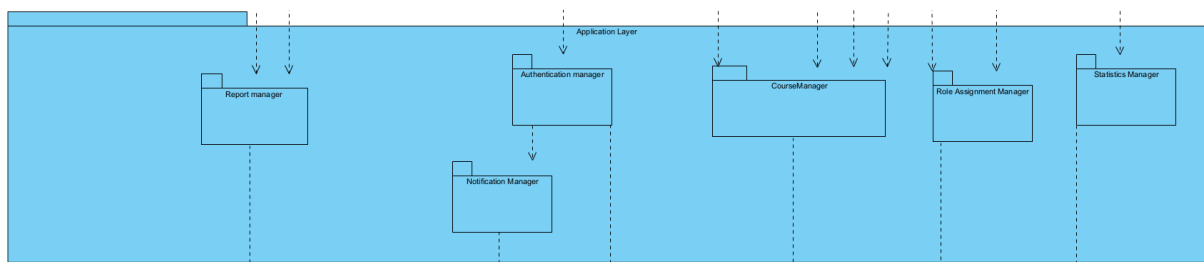 Application Layer
Report manager
Authentication manager
CourseManager
Role Assignment Manager
Statistics Manager
Notification Manager